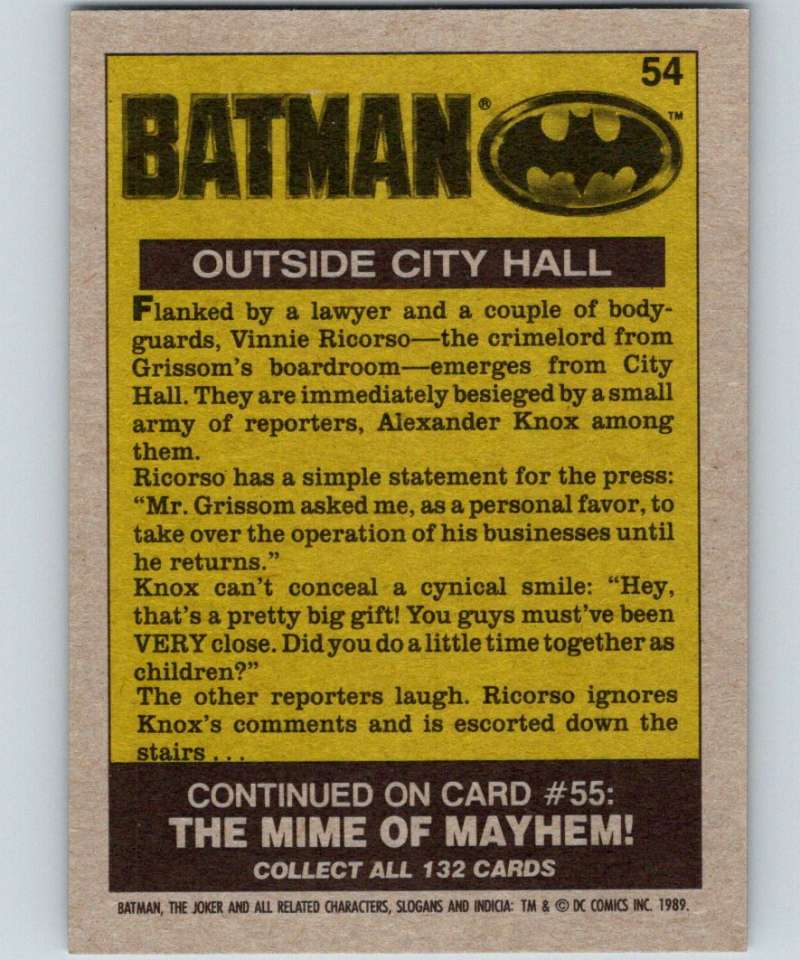 54
BATMAN® ™
OUTSIDE CITY HALL
Flanked by a lawyer and a couple of body-
guards, Vinnie Ricorso—the crimelord from
Grissom's boardroom—emerges from City
Hall. They are immediately besieged by a small
army of reporters, Alexander Knox among
them.
Ricorso has a simple statement for the press:
“Mr. Grissom asked me, as a personal favor, to
take over the operation of his businesses until
he returns.”
Knox can't conceal a cynical smile: “Hey,
that's a pretty big gift! You guys must've been
VERY close. Did you do a little time together as
children?”
The other reporters laugh. Ricorso ignores
Knox's comments and is escorted down the
stairs . . .
CONTINUED ON CARD #55:
THE MIME OF MAYHEM!
COLLECT ALL 132 CARDS
BATMAN, THE JOKER AND ALL RELATED CHARACTERS, SLOGANS AND INDICIA: TM & © DC COMICS INC. 1989.